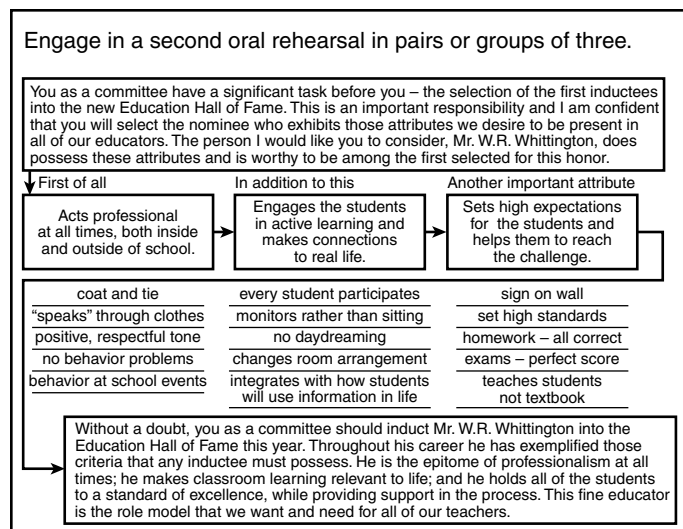 Engage in a second oral rehearsal in pairs or groups of three.
You as a committee have a significant task before you – the selection of the first inductees
into the new Education Hall of Fame. This is an important responsibility and I am confident
that you will select the nominee who exhibits those attributes we desire to be present in
all of our educators. The person I would like you to consider, Mr. W.R. Whittington, does
possess these attributes and is worthy to be among the first selected for this honor.
First of all
Acts professional
at all times, both inside
and outside of school.
In addition to this
Engages the students
in active learning and
makes connections
to real life.
Another important attribute
Sets high expectations
for the students and
helps them to reach
the challenge.
coat and tie
“speaks” through clothes
positive, respectful tone
no behavior problems
behavior at school events
every student participates
monitors rather than sitting
no daydreaming
changes room arrangement
integrates with how students
will use information in life
sign on wall
set high standards
homework – all correct
exams – perfect score
teaches students
not textbook
Without a doubt, you as a committee should induct Mr. W.R. Whittington into the
Education Hall of Fame this year. Throughout his career he has exemplified those
criteria that any inductee must possess. He is the epitome of professionalism at all
times; he makes classroom learning relevant to life; and he holds all of the students
to a standard of excellence, while providing support in the process. This fine educator
is the role model that we want and need for all of our teachers.